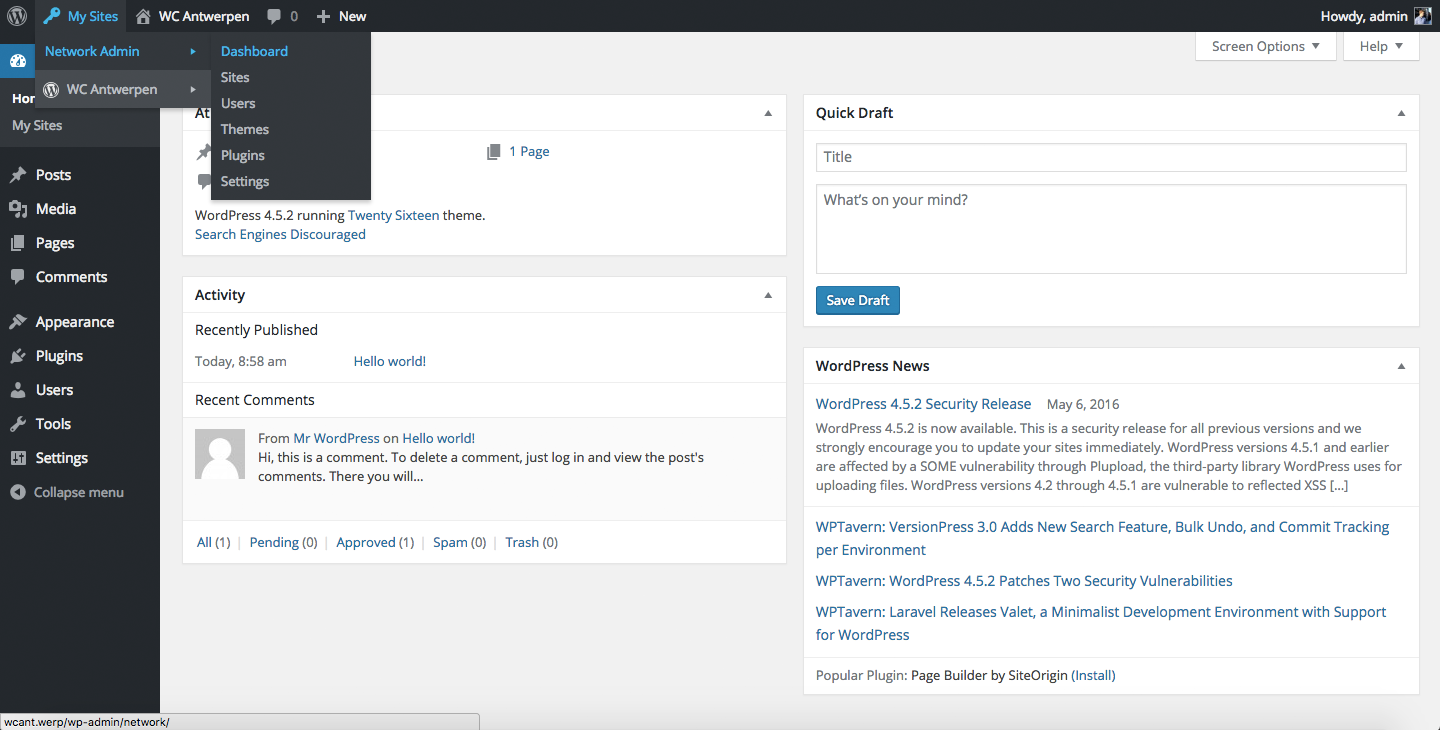 My Sites WC Antwerpen 0 New Howdy, admin
Network Admin
WC Antwerpen
Dashboard
Sites
Users
Themes
Plugins
Settings
Screen Options Help
My Sites
Posts
Media
Pages
Comments
Appearance
Plugins
Users
Tools
Settings
Collapse menu
1 Page
WordPress 4.5.2 running Twenty Sixteen theme.
Search Engines Discouraged
Activity
Recently Published
Today, 8:58 am Hello world!
Recent Comments
From Mr WordPress on Hello world!
Hi, this is a comment. To delete a comment, just log in and view the post's
comments. There you will...
All (1) | Pending (0) | Approved (1) | Spam (0) | Trash (0)
Quick Draft
Title
What's on your mind?
Save Draft
WordPress News
WordPress 4.5.2 Security Release May 6, 2016
WordPress 4.5.2 is now available. This is a security release for all previous versions and we
strongly encourage you to update your sites immediately. WordPress versions 4.5.1 and earlier
are affected by a SOME vulnerability through Plupload, the third-party library WordPress uses for
uploading files. WordPress versions 4.2 through 4.5.1 are vulnerable to reflected XSS [...]
WPTavern: VersionPress 3.0 Adds New Search Feature, Bulk Undo, and Commit Tracking
per Environment
WPTavern: WordPress 4.5.2 Patches Two Security Vulnerabilities
WPTavern: Laravel Releases Valet, a Minimalist Development Environment with Support
for WordPress
Popular Plugin: Page Builder by SiteOrigin (Install)
wcant.werp/wp-admin/network/